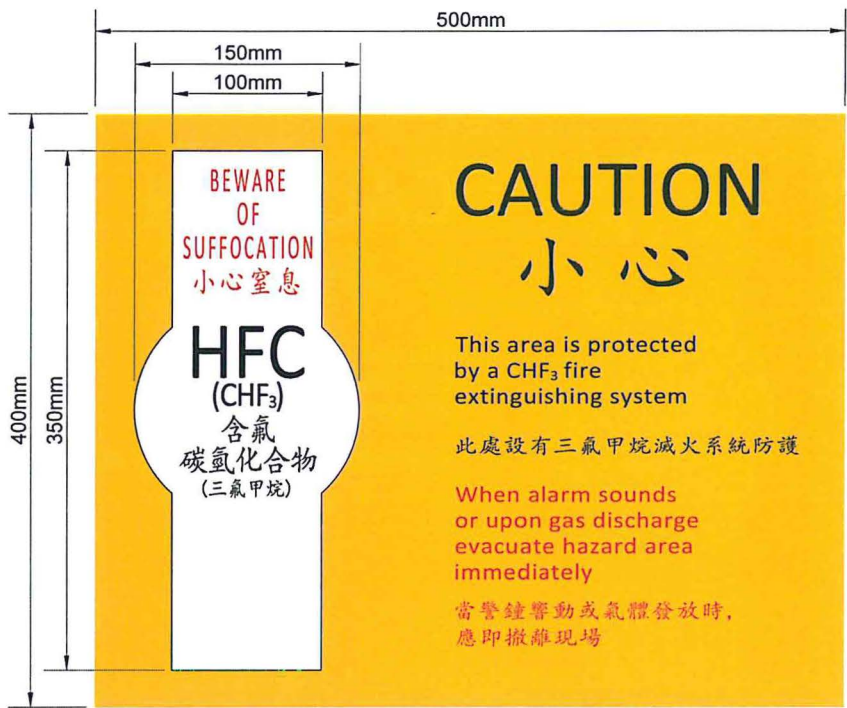 500mm
150mm
100mm
400mm
350mm
BEWARE
OF
SUFFOCATION
小心窒息
HFC
(CHF₃)
含氟
碳氫化合物
(三氟甲烷)
CAUTION
小心
This area is protected
by a CHF₃ fire
extinguishing system
此處設有三氟甲烷滅火系統防護
When alarm sounds
or upon gas discharge
evacuate hazard area
immediately
當警鐘響動或氣體發放時,
應即撤離現場